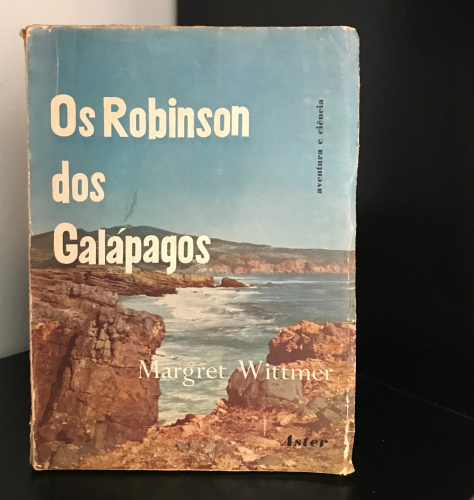 Os Robinson
dos
Galápagos
aventura e ciência
Margret Wittmer
Aster